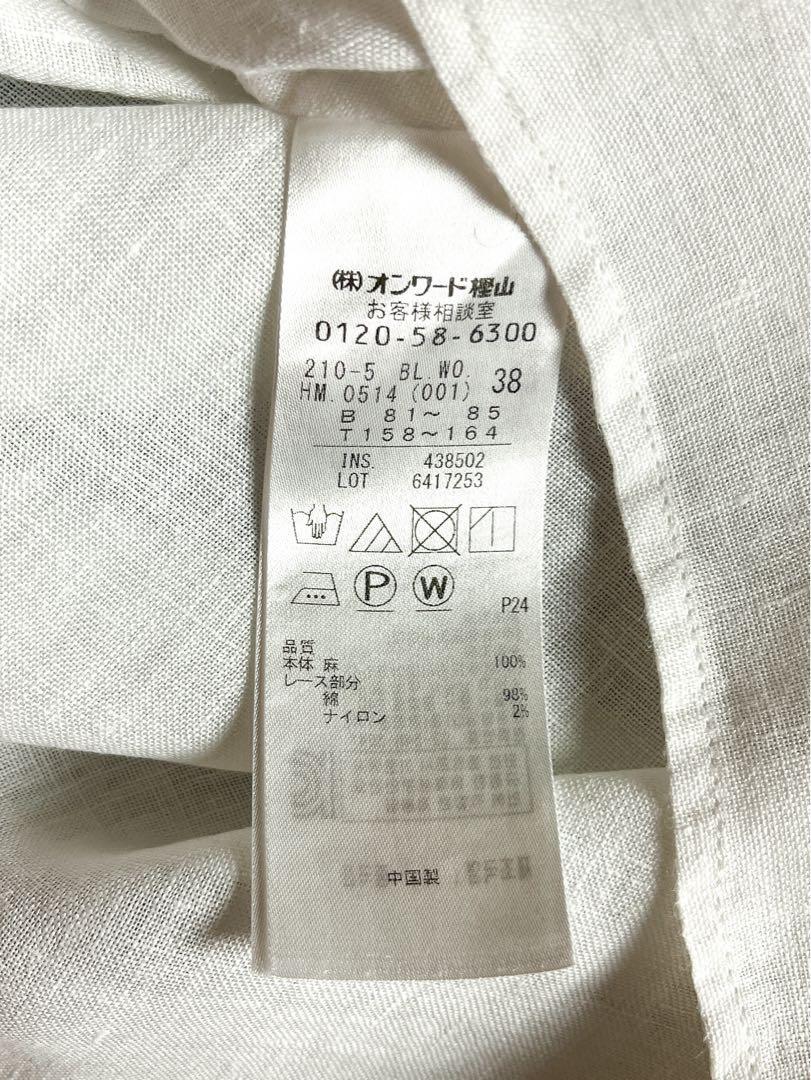 (株)オンワード樫山
お客様相談室
0120-58-6300
210-5 BL.WO. 38
HM.0514 (001)
B 81〜 85
T158〜164
INS. 438502
LOT 6417253
P
W
P24
品質
本体 麻 100%
レース部分
綿 98%
ナイロン 2%
中国製